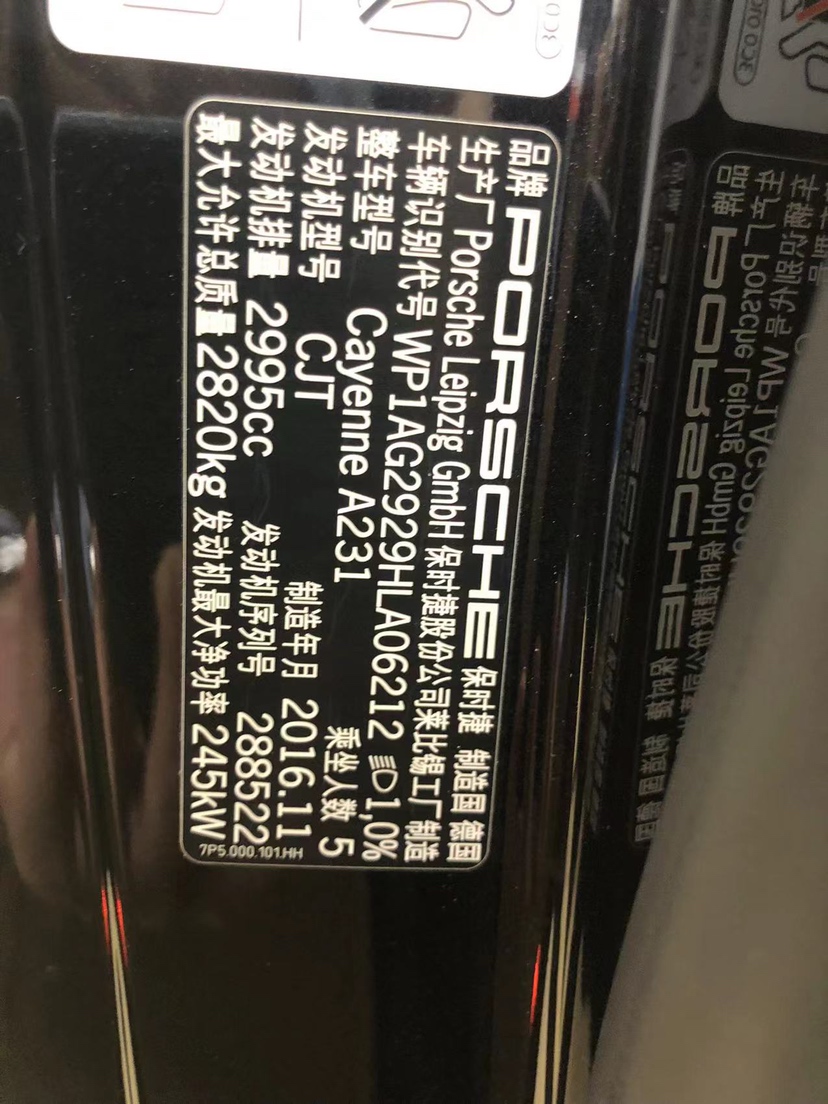 品牌 PORSCHE 保时捷 制造国 德国
生产厂 Porsche Leipzig GmbH 保时捷股份公司莱比锡工厂 制造
车辆识别代号 WP1AG2929HLA06212 1,0%
整车型号 Cayenne A231 乘坐人数 5
发动机型号 CJT 制造年月 2016.11
发动机排量 2995cc 发动机序列号 288522
最大允许总质量 2820kg 发动机最大净功率 245kW
7P5.000.101.HH